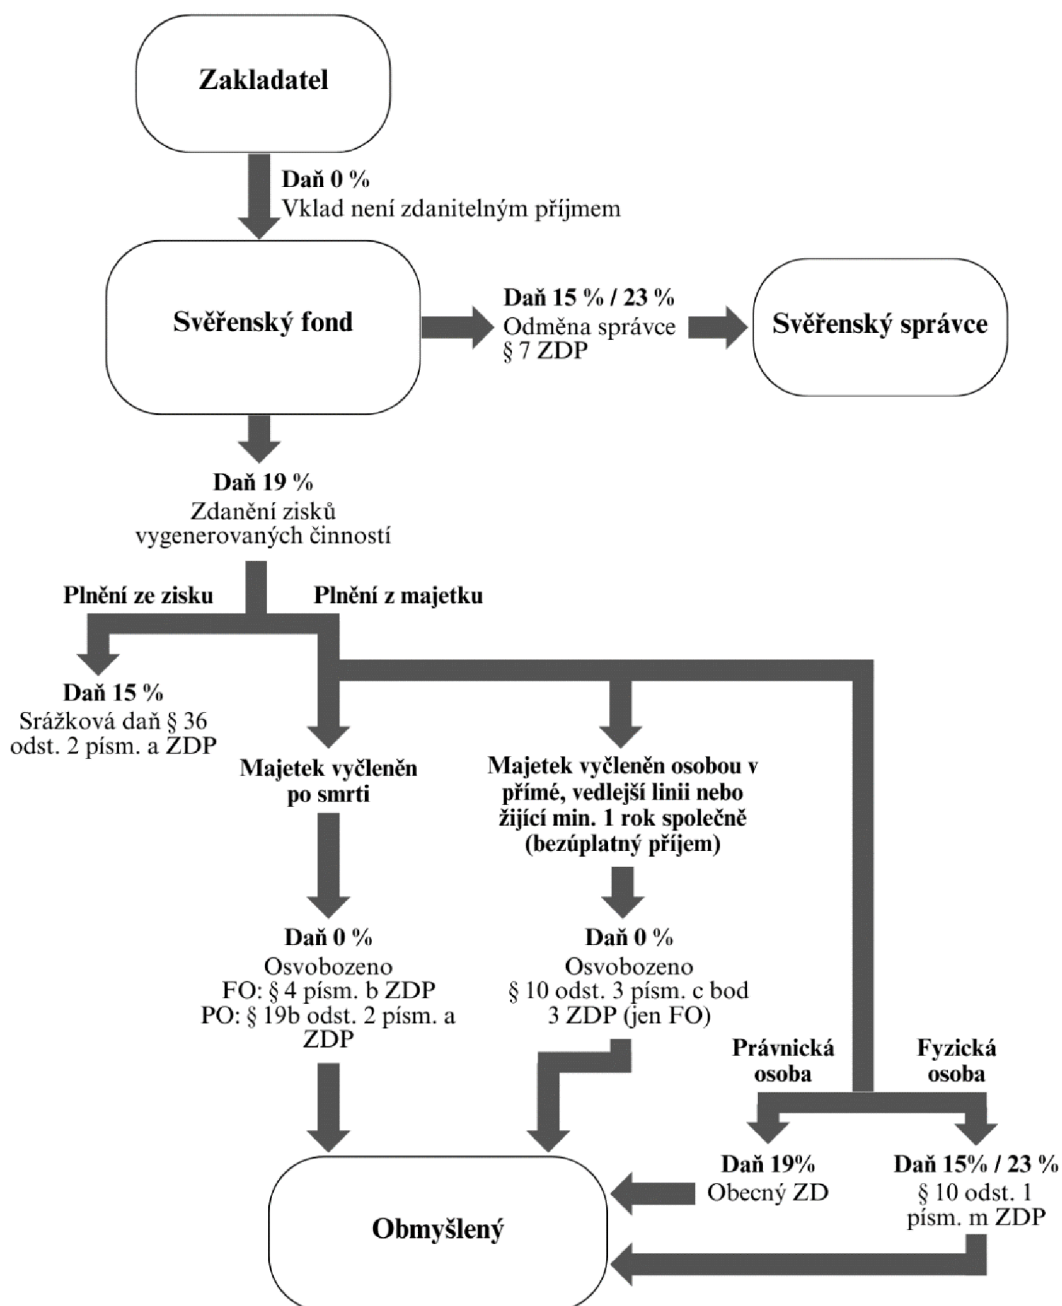 Zakladatel
Daň 0 %
Vklad není zdanitelným příjmem
Svěřenský fond
Daň 15 % / 23 %
Odměna správce
§ 7 ZDP
Svěřenský správce
Daň 19 %
Zdanění zisků
vygenerovaných činností
Plnění ze zisku
Plnění z majetku
Daň 15 %
Srážková daň § 36
odst. 2 písm. a ZDP
Majetek vyčleněn
po smrti
Majetek vyčleněn osobou v
přímé, vedlejší linii nebo
žijící min. 1 rok společně
(bezúplatný příjem)
Daň 0 %
Osvobozeno
FO: § 4 písm. b ZDP
PO: § 19b odst. 2 písm. a
ZDP
Daň 0 %
Osvobozeno
§ 10 odst. 3 písm. c bod
3 ZDP (jen FO)
Právnická
osoba
Fyzická
osoba
Daň 19%
Obecný ZD
Daň 15% / 23 %
§ 10 odst. 1
písm. m ZDP
Obmyšlený